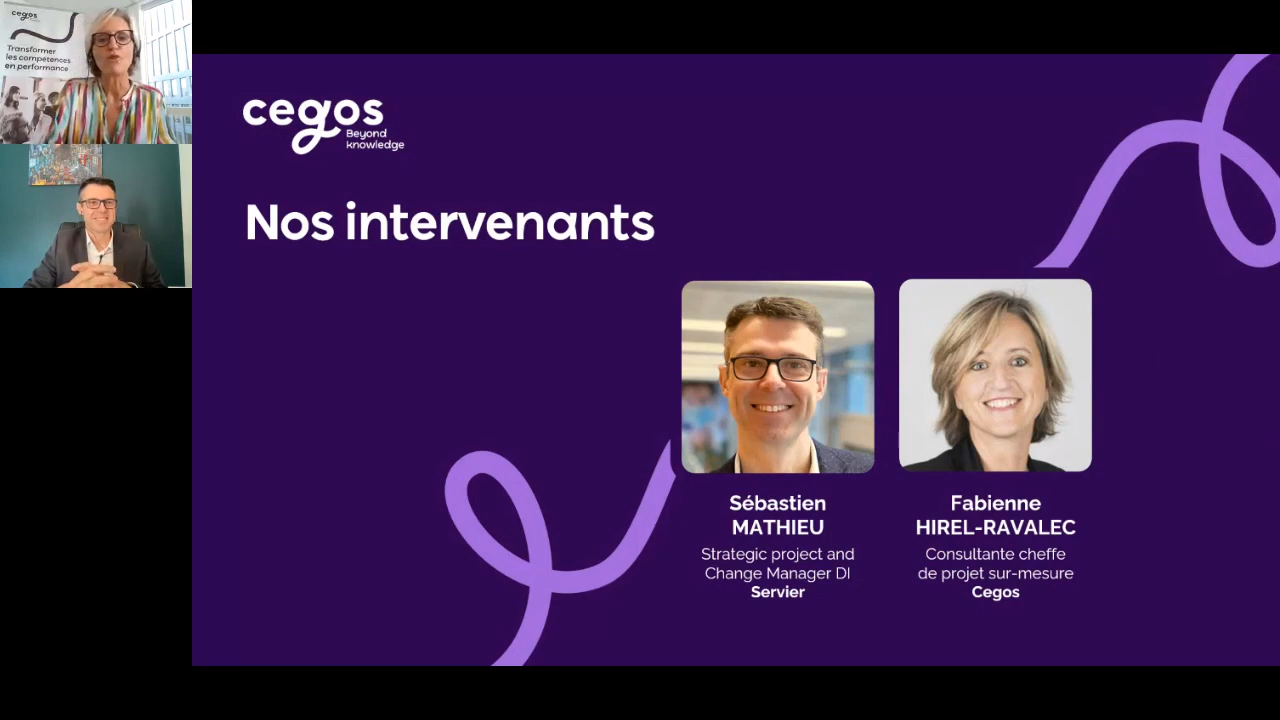 cegos
Transformer
les compétences
en performance
cegos
Beyond
knowledge
Nos intervenants
Sébastien
MATHIEU
Strategic project and
Change Manager DI
Servier
Fabienne
HIREL-RAVALEC
Consultante cheffe
de projet sur-mesure
Cegos